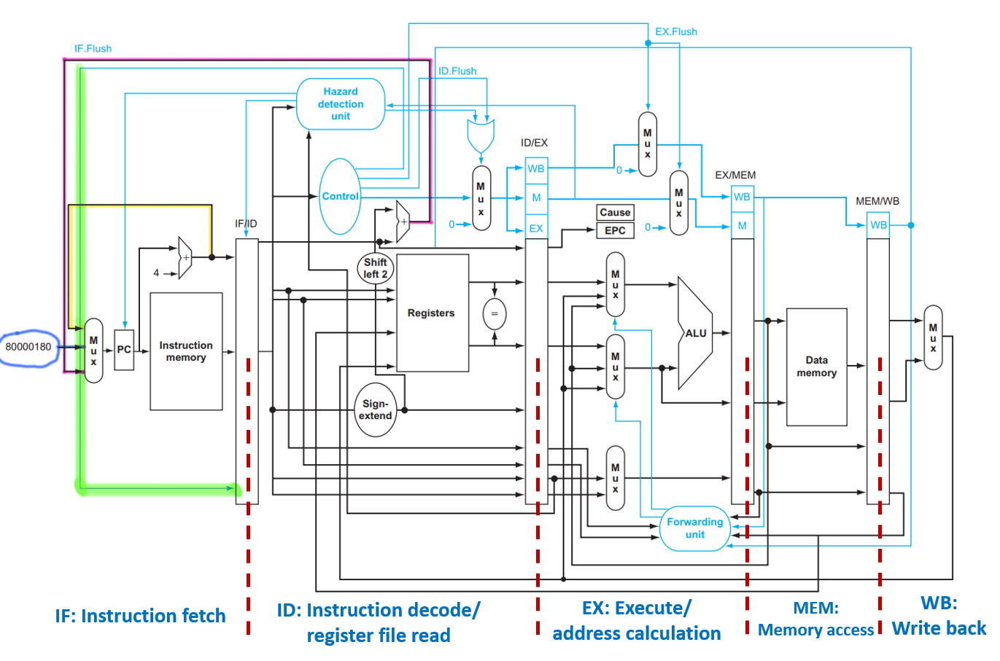 EX.Flush
IF.Flush
ID.Flush
Hazard
detection
unit
ID/EX
M
u
x
WB
M
u
x
0
EX/MEM
Control
M
u
x
M
M
u
x
WB
MEM/WB
Cause
0
EX
EPC
0
M
WB
IF/ID
+
+
4
Shift
left 2
M
u
x
Registers
=
ALU
80000180
M
u
x
PC
Instruction
memory
M
u
x
Data
memory
M
u
x
Sign-
extend
M
u
x
Forwarding
unit
IF: Instruction fetch
ID: Instruction decode/
register file read
EX: Execute/
address calculation
MEM:
Memory access
WB:
Write back